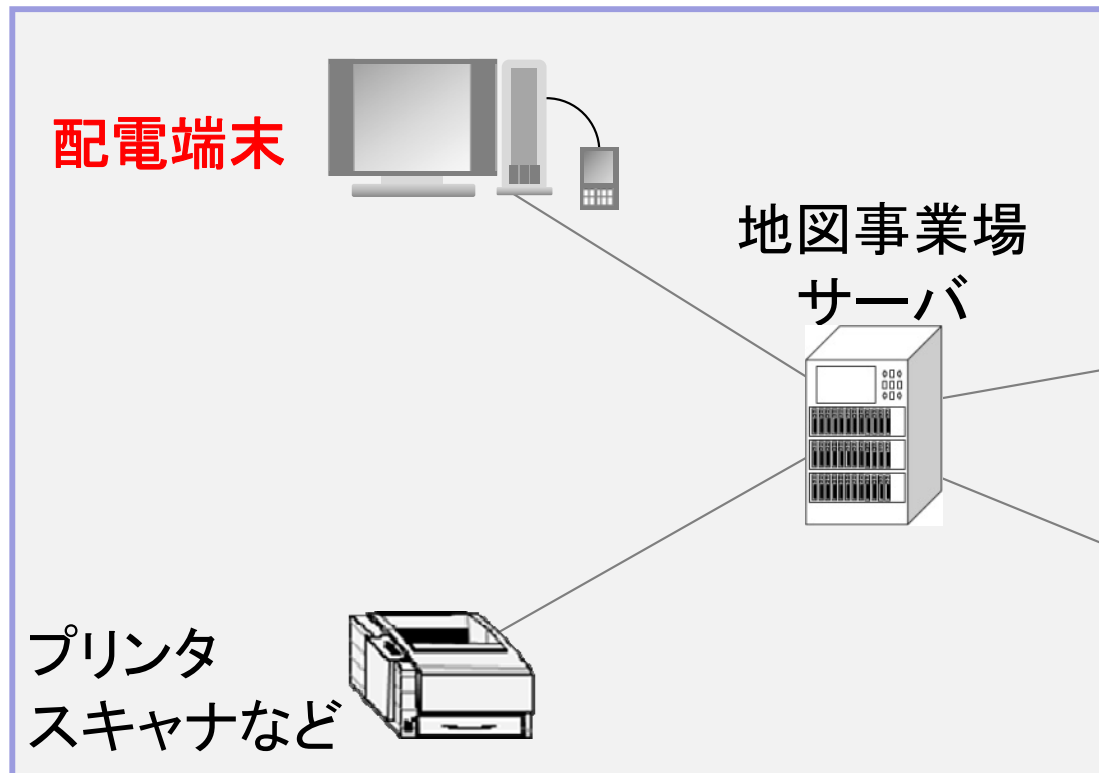 配電端末
地図事業場
サーバ
プリンタ
スキャナなど